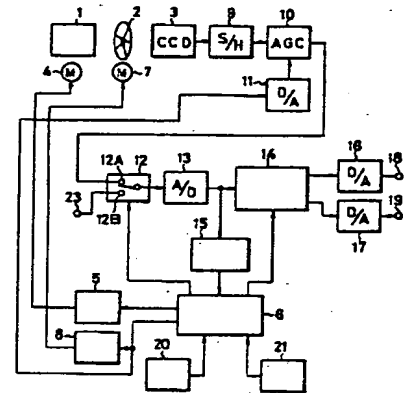 1 2 3 9 10
CCD S/H AGC
4 M M 7
11 D/A
12A 12 13 14 16
A/D D/A 18
23 12B
15 D/A 19
17
5 6
8
20 21